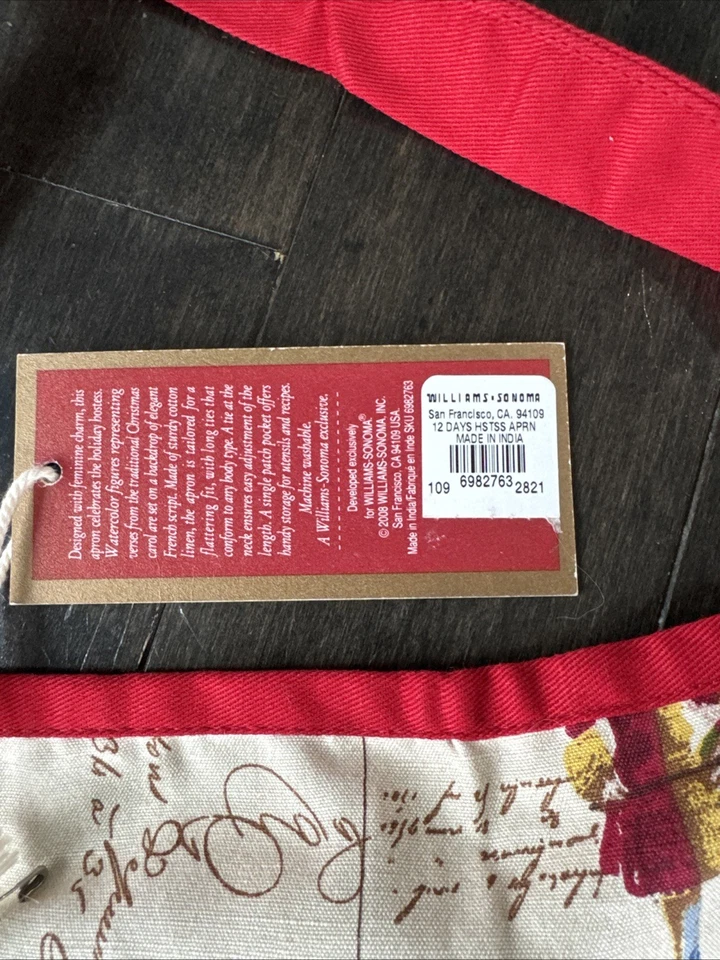 Designed with feminine charm, this
apron celebrates the holiday hostess.
Watercolor figures representing
verses from the traditional Christmas
carol are set on a backdrop of elegant
French script. Made of sturdy cotton
linen, the apron is tailored for a
flattering fit, with long ties that
conform to any body type. A tie at the
neck ensures easy adjustment of the
length. A single patch pocket offers
handy storage for utensils and recipes.
Machine washable.
A Williams-Sonoma exclusive.
Developed exclusively
for WILLIAMS-SONOMA®
© 2008 WILLIAMS-SONOMA, INC.
San Francisco, CA 94109 USA
Made in India/Fabriqué en Inde SKU 6982763
WILLIAMS-SONOMA
San Francisco, CA. 94109
12 DAYS HSTSS APRN
MADE IN INDIA
109 6982763 2821